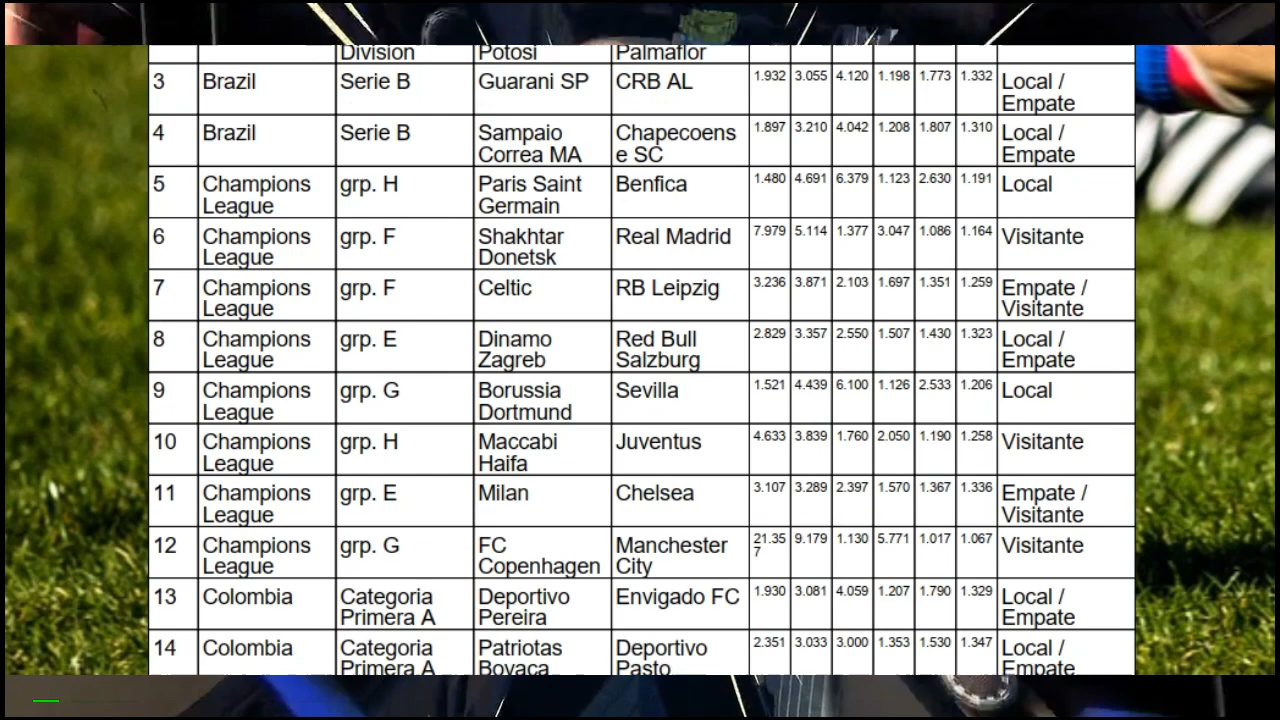 Division Potosi Palmaflor
3 Brazil Serie B Guarani SP CRB AL 1.932 3.055 4.120 1.198 1.773 1.332 Local /
Empate
4 Brazil Serie B Sampaio Chapecoens 1.897 3.210 4.042 1.208 1.807 1.310 Local /
Correa MA e SC Empate
5 Champions grp. H Paris Saint Benfica 1.480 4.691 6.379 1.123 2.630 1.191 Local
League Germain
6 Champions grp. F Shakhtar Real Madrid 7.979 5.114 1.377 3.047 1.086 1.164 Visitante
League Donetsk
7 Champions grp. F Celtic RB Leipzig 3.236 3.871 2.103 1.697 1.351 1.259 Empate /
League Visitante
8 Champions grp. E Dinamo Red Bull 2.829 3.357 2.550 1.507 1.430 1.323 Local /
League Zagreb Salzburg Empate
9 Champions grp. G Borussia Sevilla 1.521 4.439 6.100 1.126 2.533 1.206 Local
League Dortmund
10 Champions grp. H Maccabi Juventus 4.633 3.839 1.760 2.050 1.190 1.258 Visitante
League Haifa
11 Champions grp. E Milan Chelsea 3.107 3.289 2.397 1.570 1.367 1.336 Empate /
League Visitante
12 Champions grp. G FC Manchester 21.35 9.179 1.130 5.771 1.017 1.067 Visitante
League Copenhagen City 7
13 Colombia Categoria Deportivo Envigado FC 1.930 3.081 4.059 1.207 1.790 1.329 Local /
Primera A Pereira Empate
14 Colombia Categoria Patriotas Deportivo 2.351 3.033 3.000 1.353 1.530 1.347 Local /
Primera A Boyaca Pasto Empate